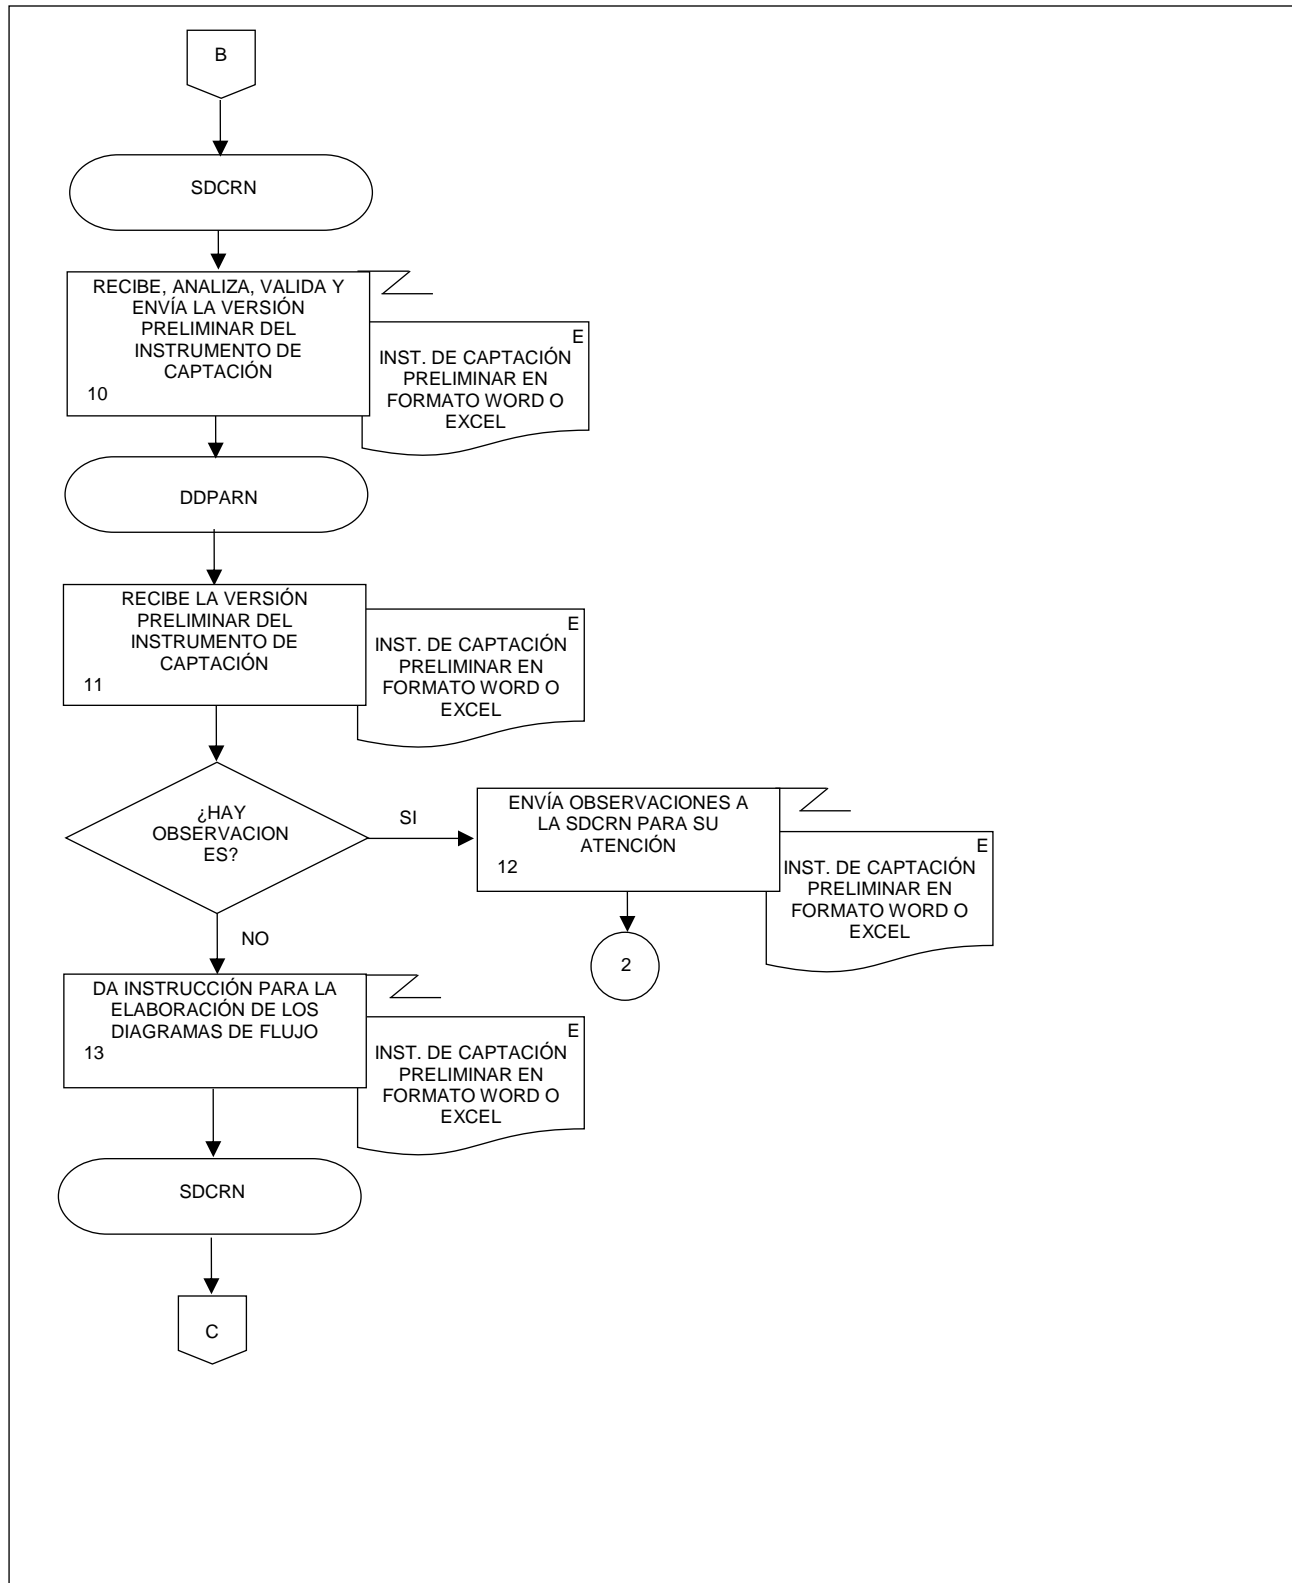 B
SDCRN
RECIBE, ANALIZA, VALIDA Y
ENVÍA LA VERSIÓN
PRELIMINAR DEL
INSTRUMENTO DE
CAPTACIÓN
10
E
INST. DE CAPTACIÓN
PRELIMINAR EN
FORMATO WORD O
EXCEL
DDPARN
RECIBE LA VERSIÓN
PRELIMINAR DEL
INSTRUMENTO DE
CAPTACIÓN
11
E
INST. DE CAPTACIÓN
PRELIMINAR EN
FORMATO WORD O
EXCEL
¿HAY
OBSERVACION
ES?
SI
ENVÍA OBSERVACIONES A
LA SDCRN PARA SU
ATENCIÓN
12
E
INST. DE CAPTACIÓN
PRELIMINAR EN
FORMATO WORD O
EXCEL
2
NO
DA INSTRUCCIÓN PARA LA
ELABORACIÓN DE LOS
DIAGRAMAS DE FLUJO
13
E
INST. DE CAPTACIÓN
PRELIMINAR EN
FORMATO WORD O
EXCEL
SDCRN
C